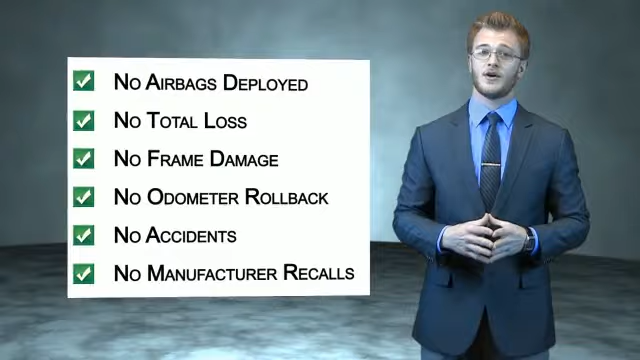 No Airbags Deployed
No Total Loss
No Frame Damage
No Odometer Rollback
No Accidents
No Manufacturer Recalls